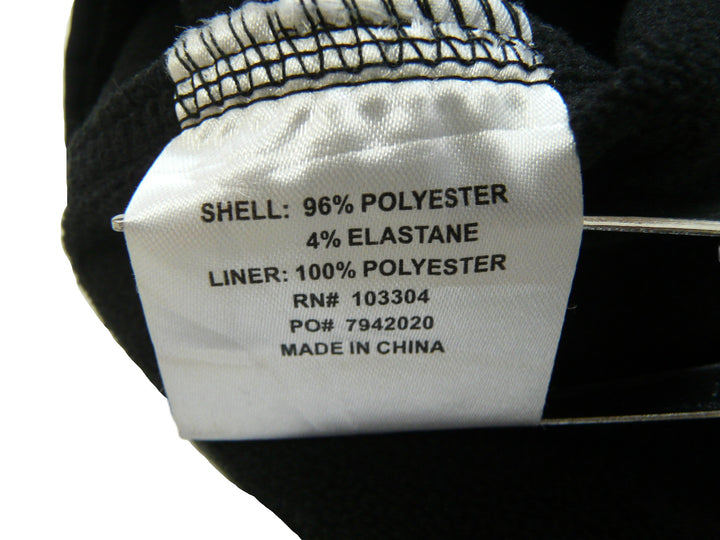 SHELL: 96% POLYESTER
4% ELASTANE
LINER: 100% POLYESTER
RN# 103304
PO# 7942020
MADE IN CHINA